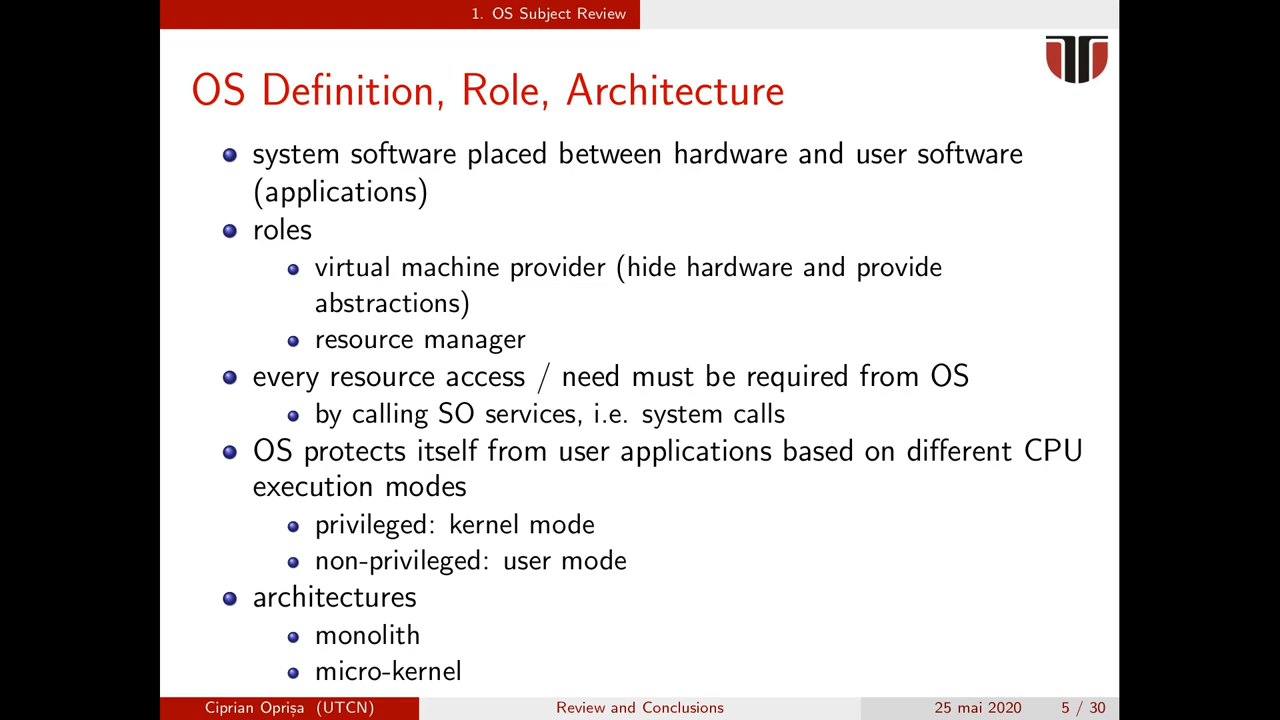 1. OS Subject Review
OS Definition, Role, Architecture
system software placed between hardware and user software
(applications)
roles
virtual machine provider (hide hardware and provide
abstractions)
resource manager
every resource access / need must be required from OS
by calling SO services, i.e. system calls
OS protects itself from user applications based on different CPU
execution modes
privileged: kernel mode
non-privileged: user mode
architectures
monolith
micro-kernel
Ciprian Oprișa (UTCN)
Review and Conclusions
25 mai 2020
5 / 30